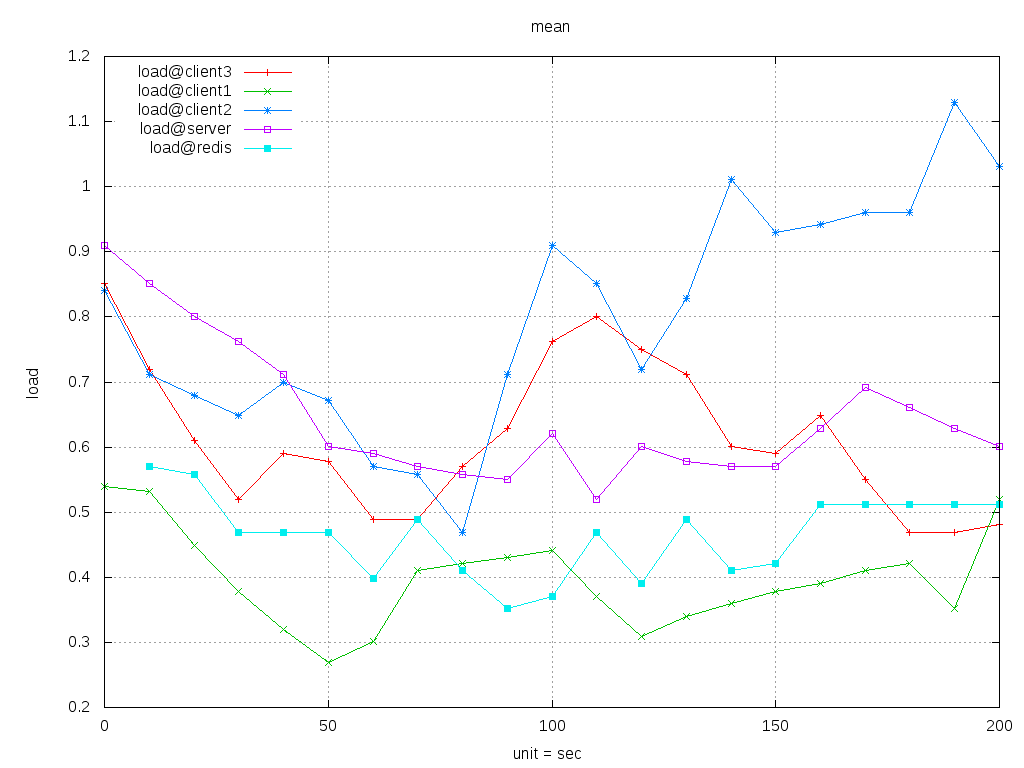 mean
1.2
load@client3
load@client1
load@client2
load@server
load@redis
1.1
1
0.9
0.8
0.7
load
0.6
0.5
0.4
0.3
0.2
0 50 100 150 200
unit = sec